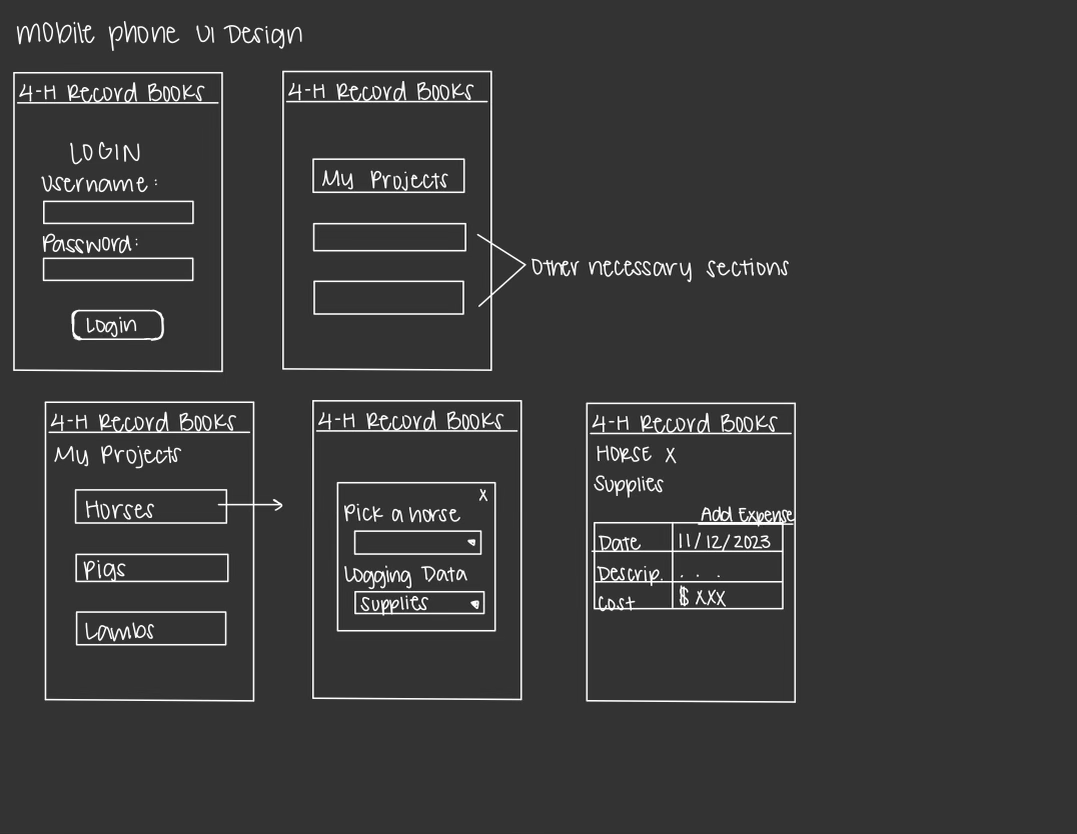 mobile phone UI Design
4-H Record Books
LOGIN
Username:
Password:
Login
4-H Record Books
My Projects
Other necessary sections
4-H Record Books
My Projects
Horses
Pigs
Lambs
4-H Record Books
X
Pick a horse
Logging Data
Supplies
4-H Record Books
HORSE X
Supplies
Add Expense
Date 11/12/2023
Descrip. . . .
Cost $ XXX